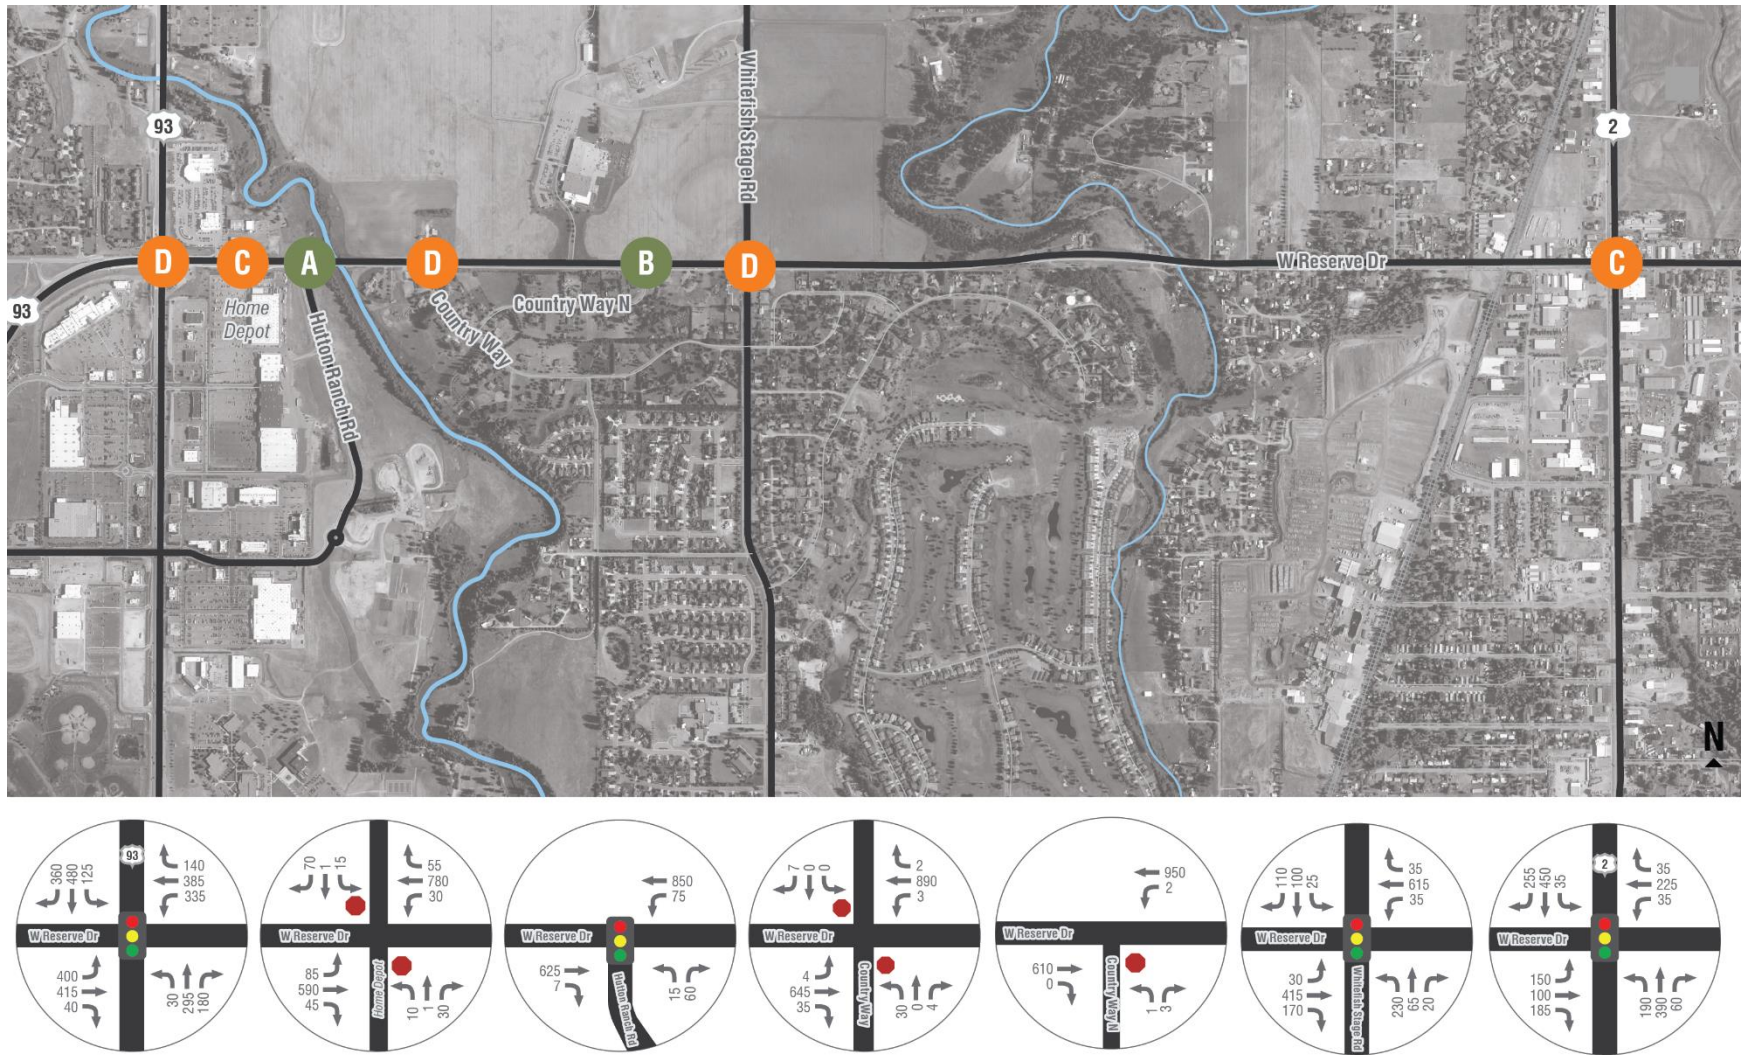 93
Whitefish Stage Rd
2
D
C
A
D
B
D
W Reserve Dr
C
93
Home
Depot
Country Way N
Country Way
Hutton Ranch Rd
N
93
360
480
125
140
385
335
W Reserve Dr
400
415
40
30
295
180
70
1
15
55
780
30
W Reserve Dr
85
590
45
Home Depot
10
1
30
850
75
W Reserve Dr
625
7
Hutton Ranch Rd
15
60
7
0
0
2
890
3
W Reserve Dr
4
645
35
Country Way
30
0
4
950
2
W Reserve Dr
610
0
Country Way N
1
3
110
100
25
35
615
35
W Reserve Dr
30
415
170
Whitefish Stage Rd
230
65
20
2
255
450
35
35
225
35
W Reserve Dr
150
100
185
190
390
60